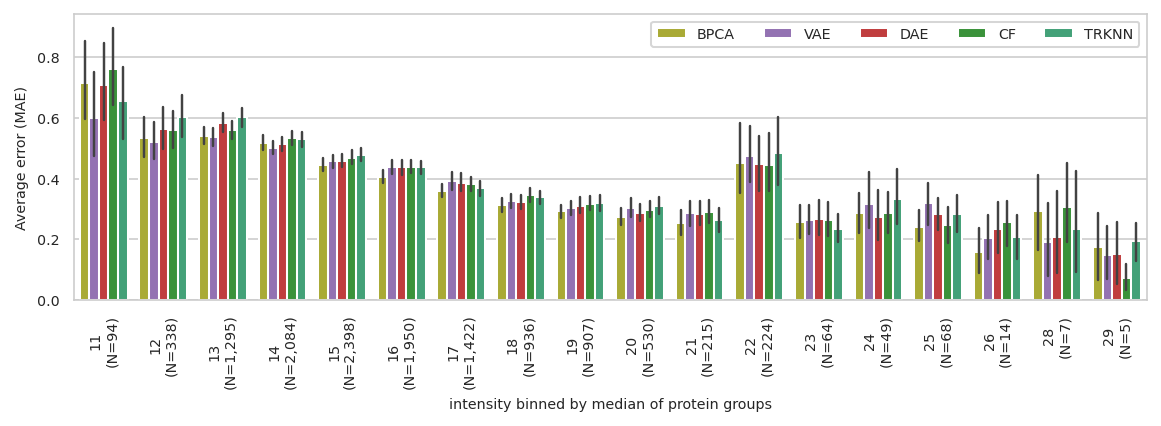 BPCA VAE DAE CF TRKNN
Average error (MAE)
0.8
0.6
0.4
0.2
0.0
11
(N=94)
12
(N=338)
13
(N=1,295)
14
(N=2,084)
15
(N=2,398)
16
(N=1,950)
17
(N=1,422)
18
(N=936)
19
(N=907)
20
(N=530)
21
(N=215)
22
(N=224)
23
(N=64)
24
(N=49)
25
(N=68)
26
(N=14)
28
(N=7)
29
(N=5)
intensity binned by median of protein groups